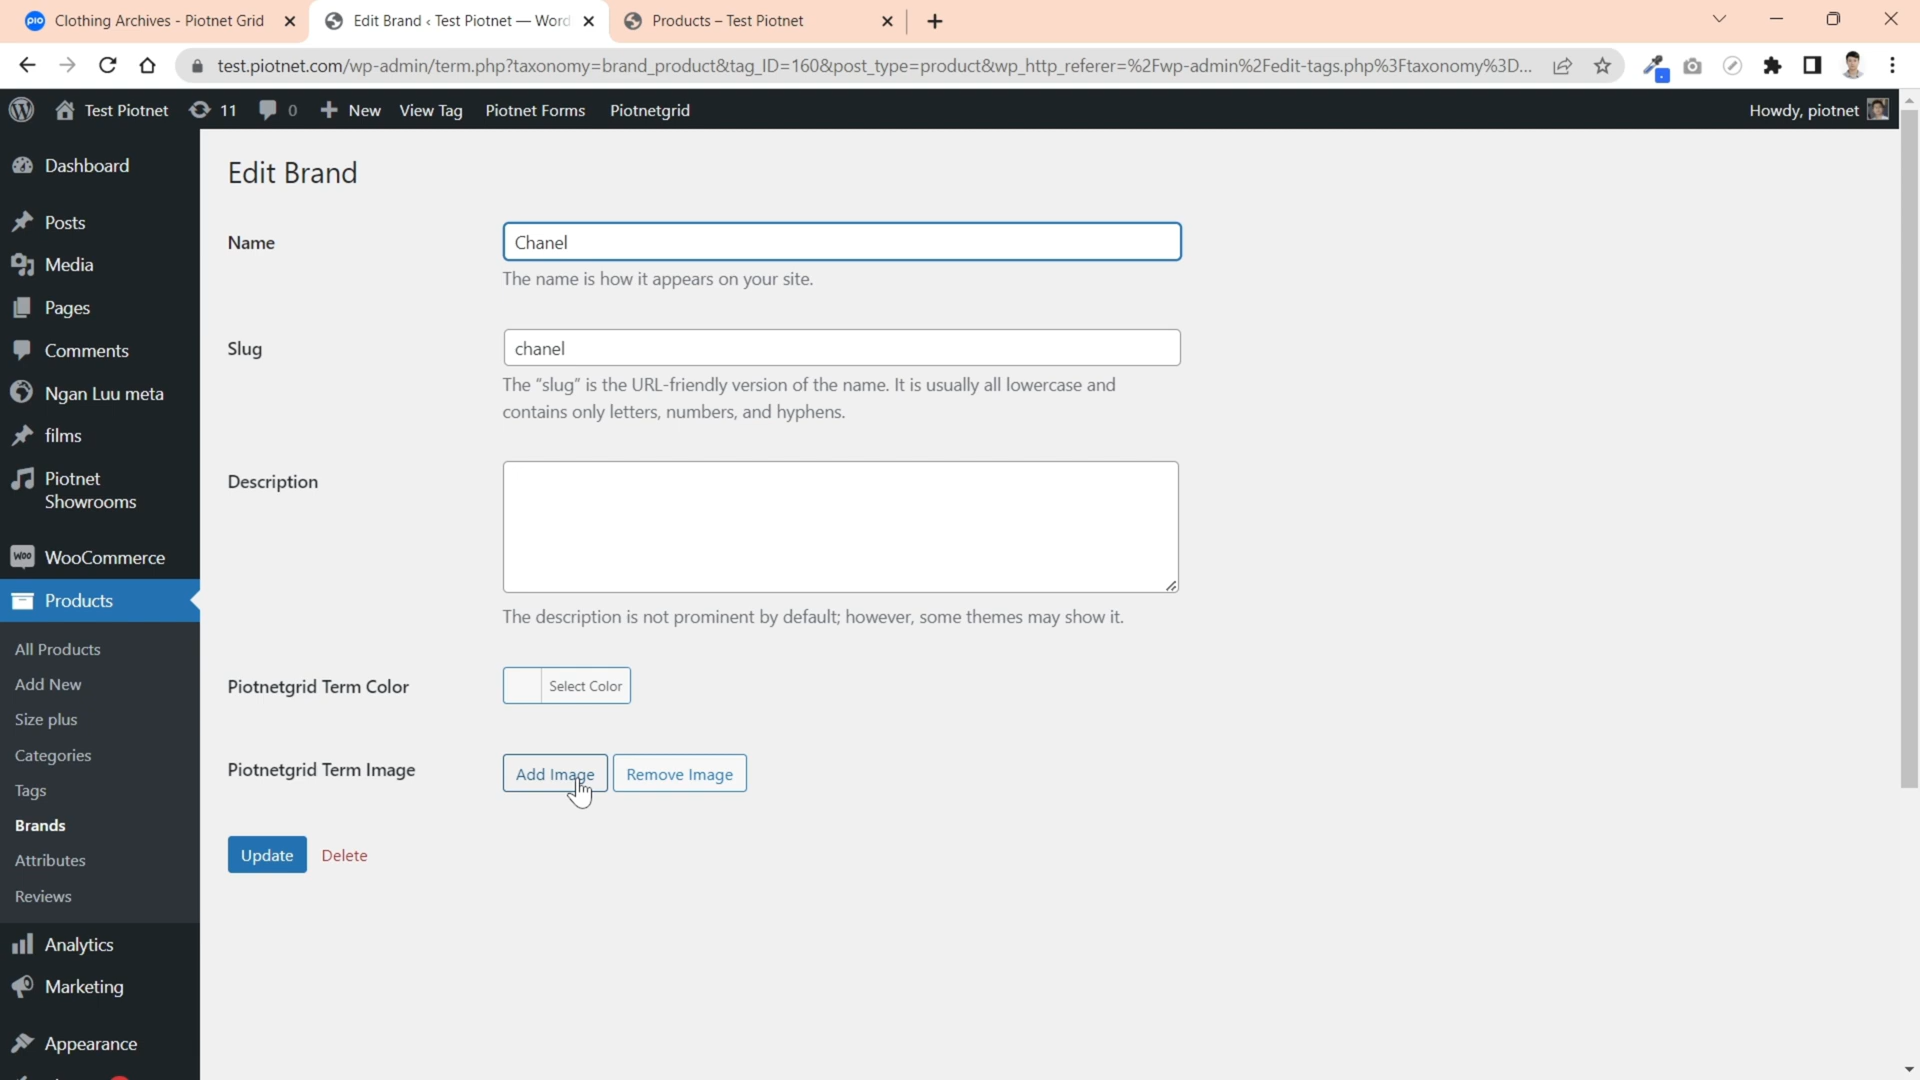 pio Clothing Archives - Piotnet Grid
Edit Brand ‹ Test Piotnet — Word
Products – Test Piotnet
test.piotnet.com/wp-admin/term.php?taxonomy=brand_product&tag_ID=160&post_type=product&wp_http_referer=%2Fwp-admin%2Fedit-tags.php%3Ftaxonomy%3D...
Test Piotnet
11
0
New
View Tag
Piotnet Forms
Piotnetgrid
Howdy, piotnet
Dashboard
Posts
Media
Pages
Comments
Ngan Luu meta
films
Piotnet
Showrooms
Woo WooCommerce
Products
All Products
Add New
Size plus
Categories
Tags
Brands
Attributes
Reviews
Analytics
Marketing
Appearance
Edit Brand
Name
Chanel
The name is how it appears on your site.
Slug
chanel
The “slug” is the URL-friendly version of the name. It is usually all lowercase and
contains only letters, numbers, and hyphens.
Description
The description is not prominent by default; however, some themes may show it.
Piotnetgrid Term Color
Select Color
Piotnetgrid Term Image
Add Image
Remove Image
Update
Delete